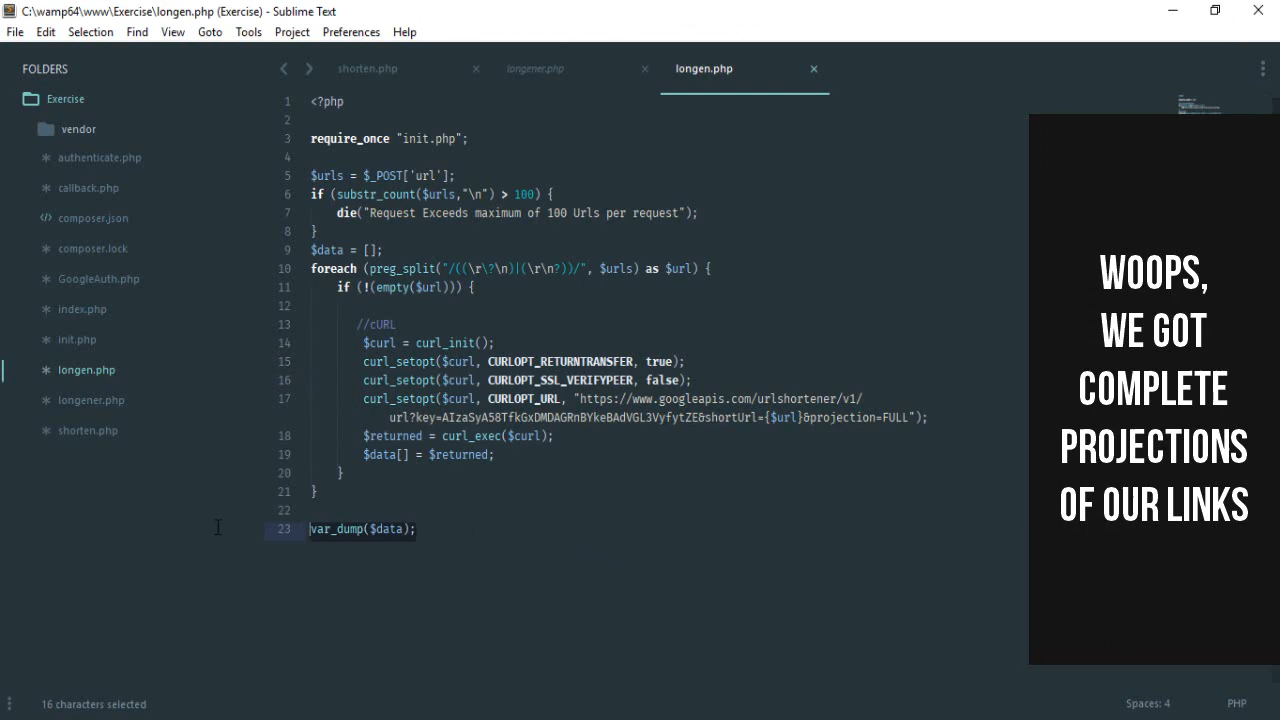 C:\wamp64\www\Exercise\longen.php (Exercise) - Sublime Text
File Edit Selection Find View Goto Tools Project Preferences Help
FOLDERS
Exercise
vendor
authenticate.php
callback.php
composer.json
composer.lock
GoogleAuth.php
index.php
init.php
longen.php
longener.php
shorten.php
shorten.php longener.php longen.php
1 <?php
2
3 require_once "init.php";
4
5 $urls = $_POST['url'];
6 if (substr_count($urls,"\n") > 100) {
7 die("Request Exceeds maximum of 100 Urls per request");
8 }
9 $data = [];
10 foreach (preg_split("/((\r\?\n)|(\r\n?))/", $urls) as $url) {
11 if (!(empty($url))) {
12
13 //cURL
14 $curl = curl_init();
15 curl_setopt($curl, CURLOPT_RETURNTRANSFER, true);
16 curl_setopt($curl, CURLOPT_SSL_VERIFYPEER, false);
17 curl_setopt($curl, CURLOPT_URL, "https://www.googleapis.com/urlshortener/v1/
url?key=AIzaSyA58TfkGxDMDAGRnBYkeBAdVGL3VyfytZE&shortUrl={$url}&projection=FULL");
18 $returned = curl_exec($curl);
19 $data[] = $returned;
20 }
21 }
22
23 var_dump($data);
WOOPS,
WE GOT
COMPLETE
PROJECTIONS
OF OUR LINKS
16 characters selected
Spaces: 4 PHP